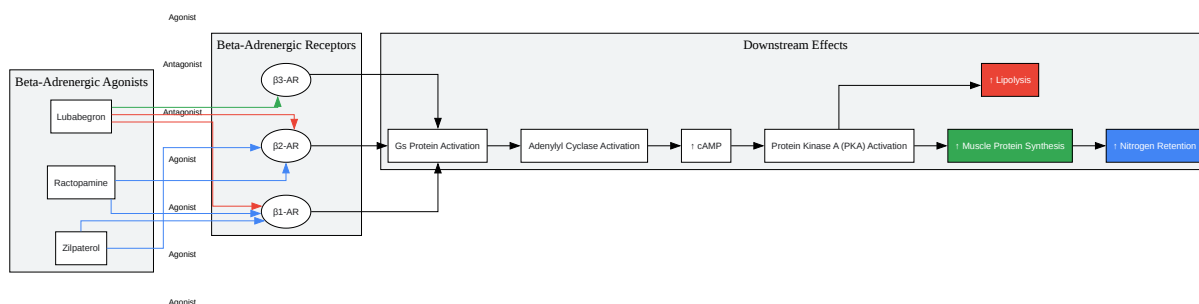 Agonist
Beta-Adrenergic Receptors
Downstream Effects
Antagonist
Beta-Adrenergic Agonists
β3-AR
↑ Lipolysis
Lubabegron
Antagonist
β2-AR
Gs Protein Activation
Adenylyl Cyclase Activation
↑ cAMP
Protein Kinase A (PKA) Activation
↑ Muscle Protein Synthesis
↑ Nitrogen Retention
Agonist
Ractopamine
Agonist
β1-AR
Zilpaterol
Agonist
Agonist